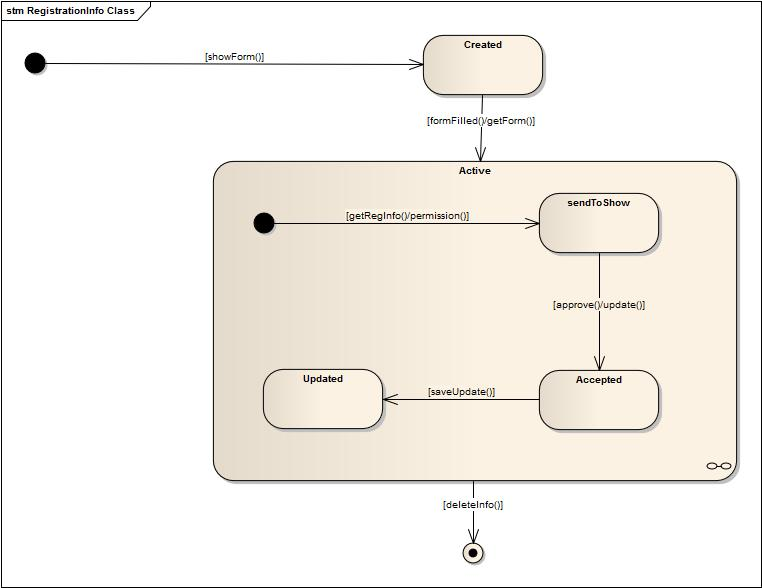 stm RegistrationInfo Class
Created
[showForm()]
[formFilled()/getForm()]
Active
sendToShow
[getRegInfo()/permission()]
[approve()/update()]
Updated
Accepted
[saveUpdate()]
[deleteInfo()]